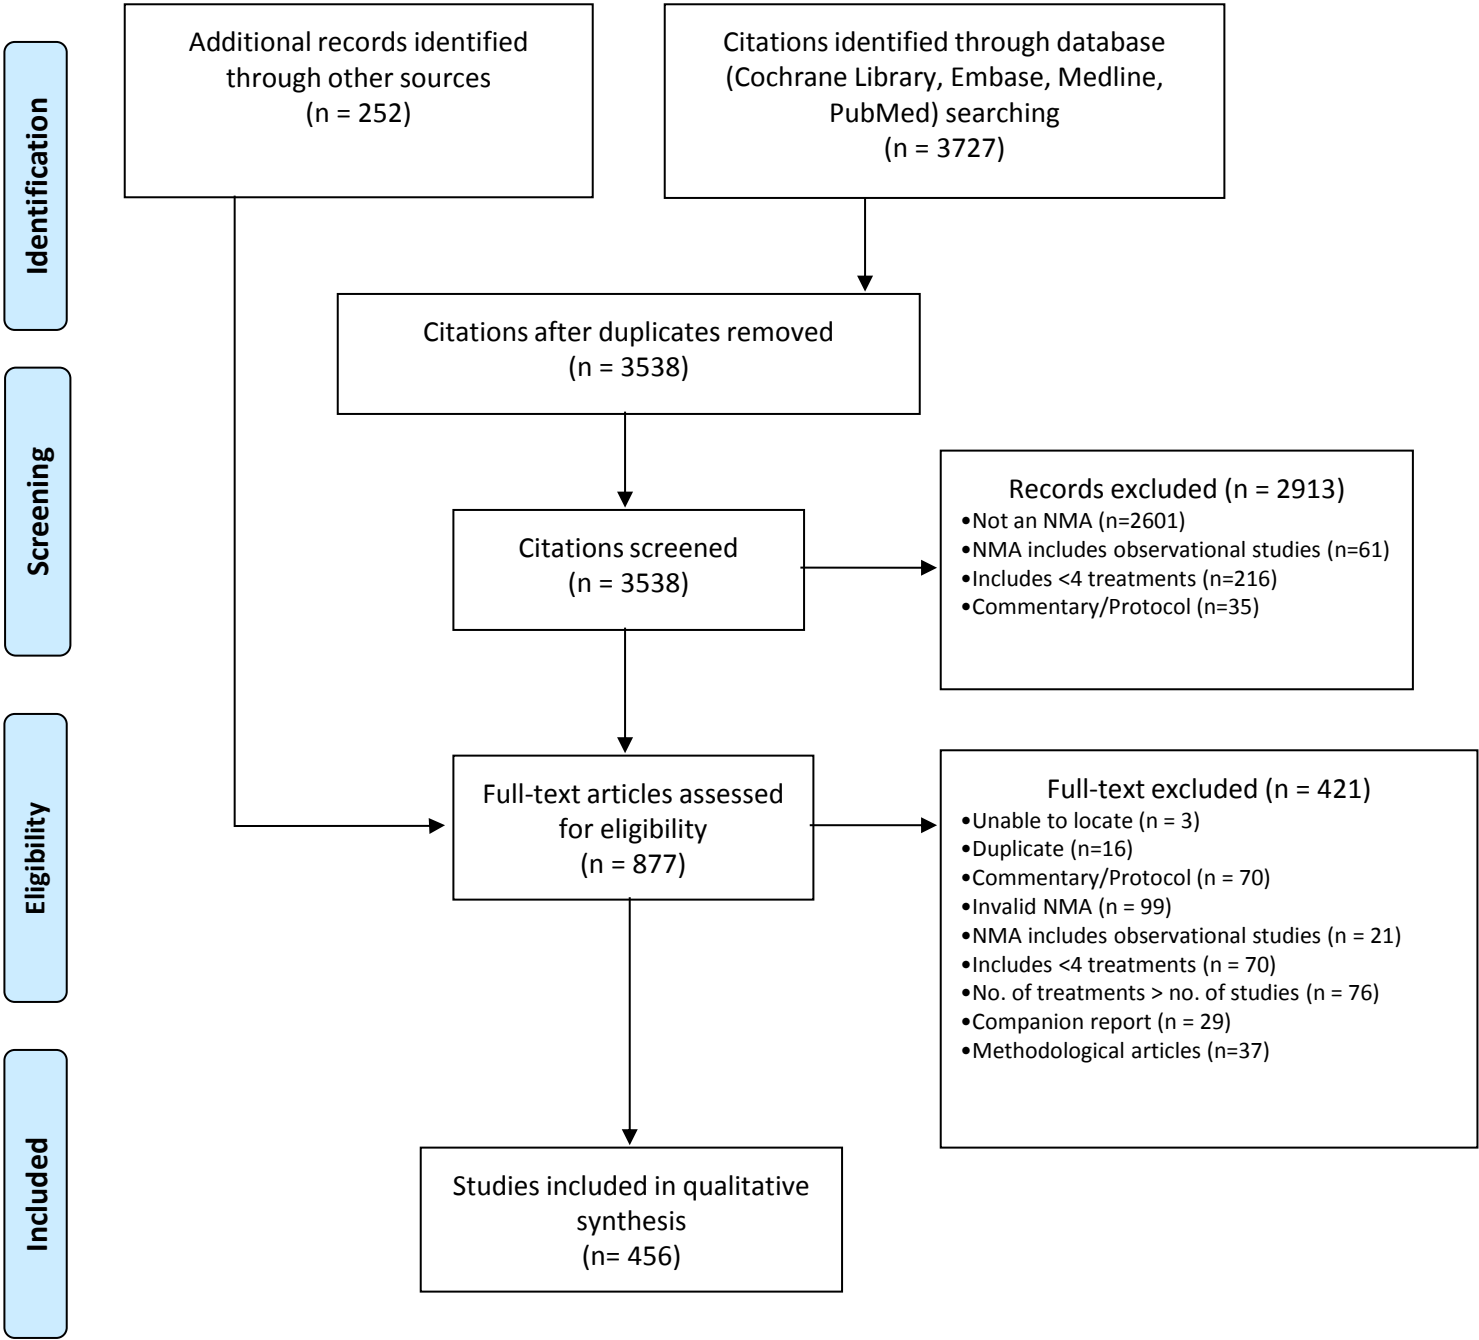 Identification
Additional records identified
through other sources
(n = 252)
Citations identified through database
(Cochrane Library, Embase, Medline,
PubMed) searching
(n = 3727)
Citations after duplicates removed
(n = 3538)
Screening
Citations screened
(n = 3538)
Records excluded (n = 2913)
•Not an NMA (n=2601)
•NMA includes observational studies (n=61)
•Includes <4 treatments (n=216)
•Commentary/Protocol (n=35)
Eligibility
Full-text articles assessed
for eligibility
(n = 877)
Full-text excluded (n = 421)
•Unable to locate (n = 3)
•Duplicate (n=16)
•Commentary/Protocol (n = 70)
•Invalid NMA (n = 99)
•NMA includes observational studies (n = 21)
•Includes <4 treatments (n = 70)
•No. of treatments > no. of studies (n = 76)
•Companion report (n = 29)
•Methodological articles (n=37)
Included
Studies included in qualitative
synthesis
(n= 456)